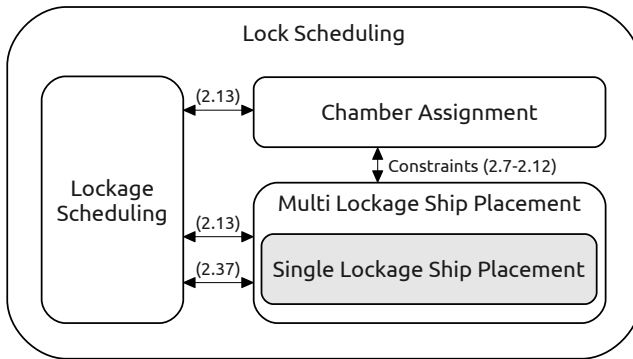 Lock Scheduling
(2.13)
Chamber Assignment
Constraints (2.7-2.12)
Lockage
Scheduling
Multi Lockage Ship Placement
(2.13)
Single Lockage Ship Placement
(2.37)